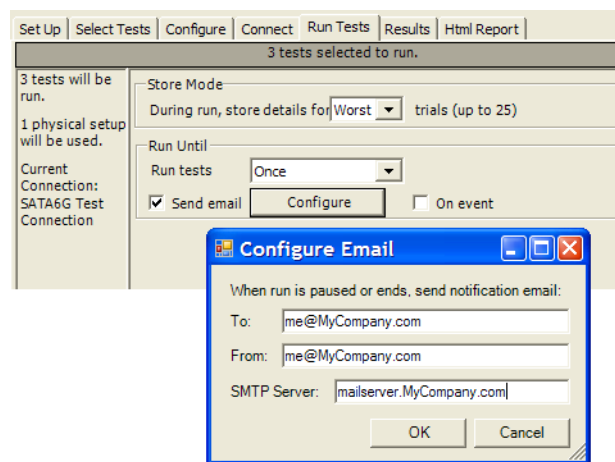 Set Up Select Tests Configure Connect Run Tests Results Html Report
3 tests selected to run.
3 tests will be
run.
1 physical setup
will be used.
Current
Connection:
SATA6G Test
Connection
Store Mode
During run, store details for Worst trials (up to 25)
Run Until
Run tests Once
Send email Configure On event
Configure Email
When run is paused or ends, send notification email:
To: me@MyCompany.com
From: me@MyCompany.com
SMTP Server: mailserver.MyCompany.com
OK Cancel